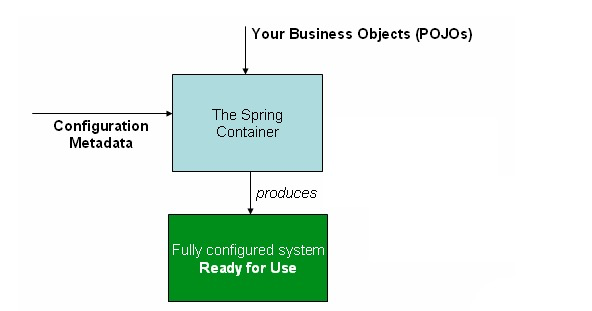 Your Business Objects (POJOs)
The Spring
Container
Configuration
Metadata
produces
Fully configured system
Ready for Use